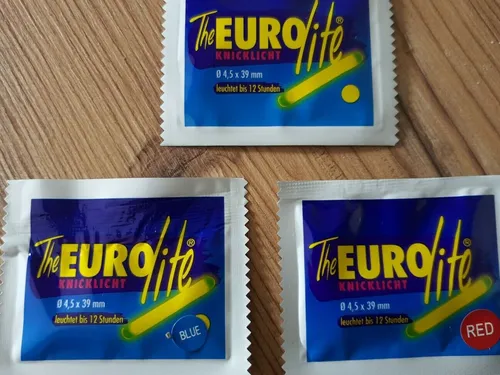 The EUROlite®
KNICKLICHT
Ø 4,5 x 39 mm
leuchtet bis 12 Stunden
The EUROlite®
KNICKLICHT
Ø 4,5 x 39 mm
leuchtet bis 12 Stunden
BLUE
The EUROlite®
KNICKLICHT
Ø 4,5 x 39 mm
leuchtet bis 12 Stunden
RED